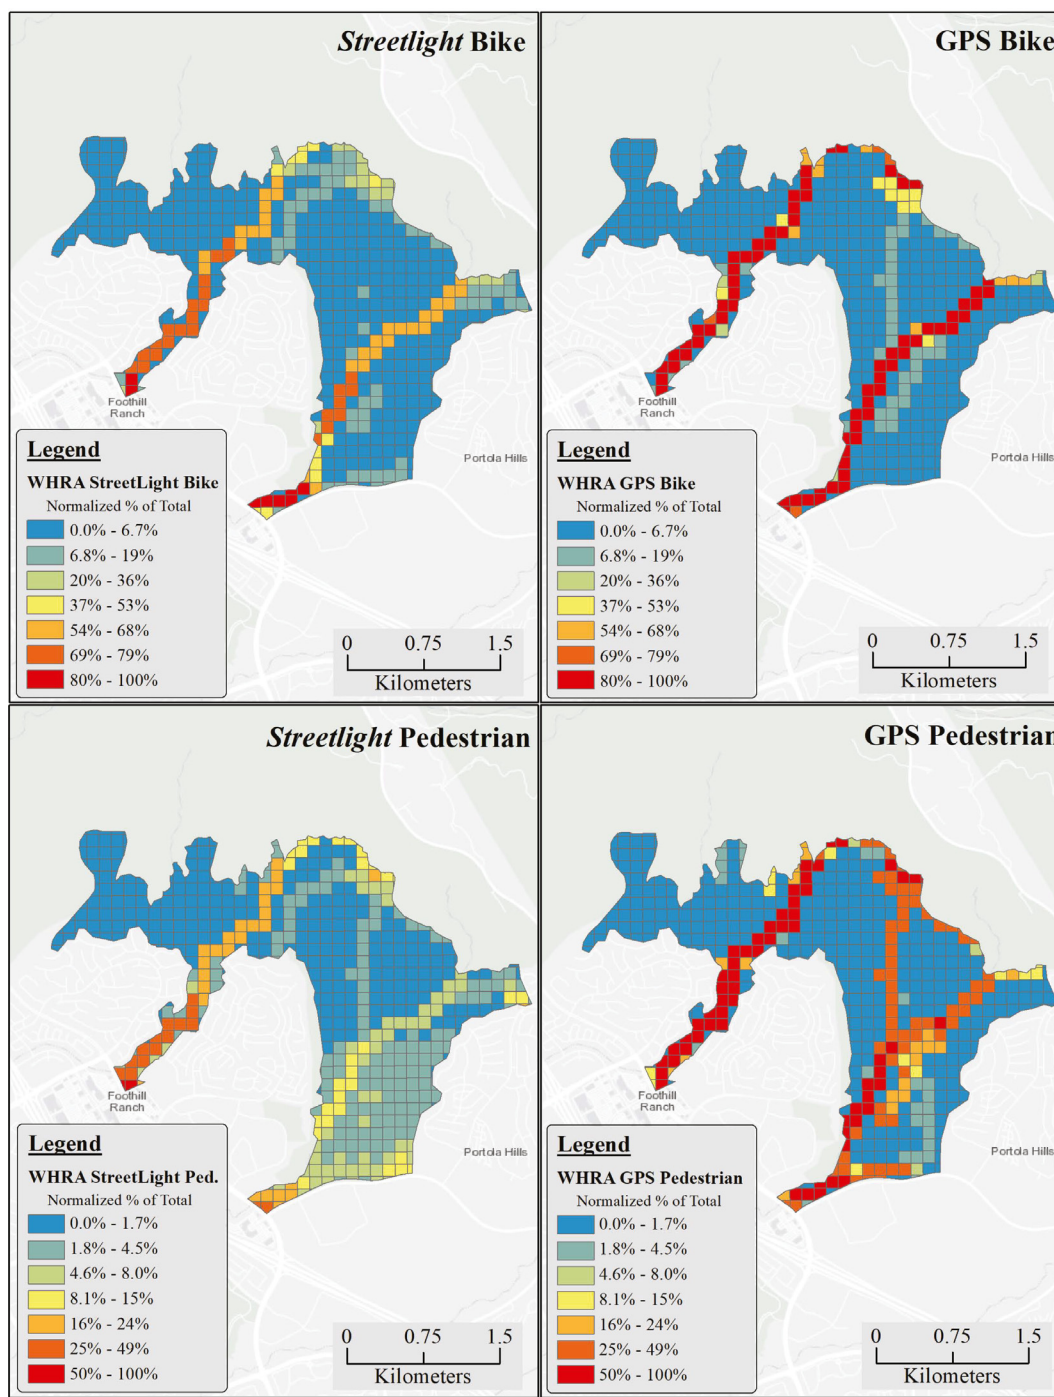 Streetlight Bike
Foothill
Ranch
Portola Hills
Legend
WHRA StreetLight Bike
Normalized % of Total
0.0% - 6.7%
6.8% - 19%
20% - 36%
37% - 53%
54% - 68%
69% - 79%
80% - 100%
0 0.75 1.5
Kilometers
GPS Bike
Foothill
Ranch
Portola Hills
Legend
WHRA GPS Bike
Normalized % of Total
0.0% - 6.7%
6.8% - 19%
20% - 36%
37% - 53%
54% - 68%
69% - 79%
80% - 100%
0 0.75 1.5
Kilometers
Streetlight Pedestrian
Foothill
Ranch
Portola Hills
Legend
WHRA StreetLight Ped.
Normalized % of Total
0.0% - 1.7%
1.8% - 4.5%
4.6% - 8.0%
8.1% - 15%
16% - 24%
25% - 49%
50% - 100%
0 0.75 1.5
Kilometers
GPS Pedestrian
Foothill
Ranch
Portola Hills
Legend
WHRA GPS Pedestrian
Normalized % of Total
0.0% - 1.7%
1.8% - 4.5%
4.6% - 8.0%
8.1% - 15%
16% - 24%
25% - 49%
50% - 100%
0 0.75 1.5
Kilometers